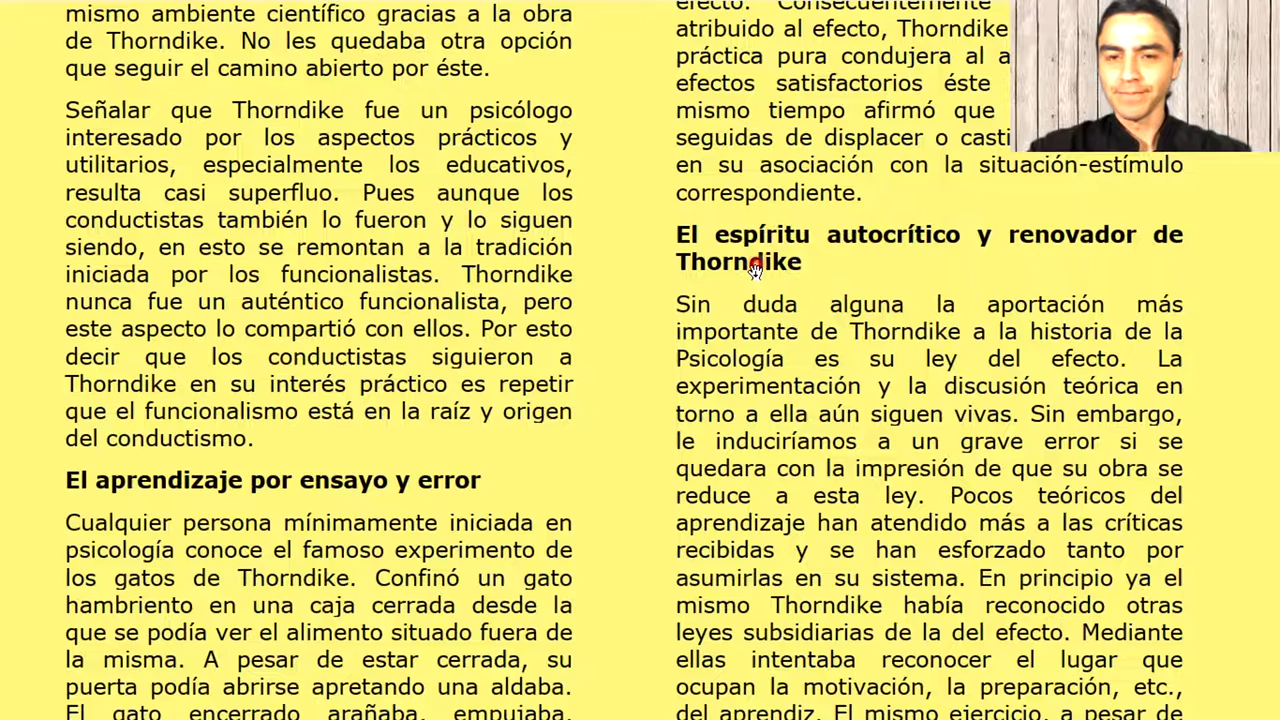 mismo ambiente científico gracias a la obra
de Thorndike. No les quedaba otra opción
que seguir el camino abierto por éste.
Señalar que Thorndike fue un psicólogo
interesado por los aspectos prácticos y
utilitarios, especialmente los educativos,
resulta casi superfluo. Pues aunque los
conductistas también lo fueron y lo siguen
siendo, en esto se remontan a la tradición
iniciada por los funcionalistas. Thorndike
nunca fue un auténtico funcionalista, pero
este aspecto lo compartió con ellos. Por esto
decir que los conductistas siguieron a
Thorndike en su interés práctico es repetir
que el funcionalismo está en la raíz y origen
del conductismo.
El aprendizaje por ensayo y error
Cualquier persona mínimamente iniciada en
psicología conoce el famoso experimento de
los gatos de Thorndike. Confinó un gato
hambriento en una caja cerrada desde la
que se podía ver el alimento situado fuera de
la misma. A pesar de estar cerrada, su
puerta podía abrirse apretando una aldaba.
El gato encerrado arañaba, empujaba,
efecto. Consecuentemente
atribuido al efecto, Thorndike
práctica pura condujera al a
efectos satisfactorios éste
mismo tiempo afirmó que
seguidas de displacer o casti
en su asociación con la situación-estímulo
correspondiente.
El espíritu autocrítico y renovador de
Thorndike
Sin duda alguna la aportación más
importante de Thorndike a la historia de la
Psicología es su ley del efecto. La
experimentación y la discusión teórica en
torno a ella aún siguen vivas. Sin embargo,
le induciríamos a un grave error si se
quedara con la impresión de que su obra se
reduce a esta ley. Pocos teóricos del
aprendizaje han atendido más a las críticas
recibidas y se han esforzado tanto por
asumirlas en su sistema. En principio ya el
mismo Thorndike había reconocido otras
leyes subsidiarias de la del efecto. Mediante
ellas intentaba reconocer el lugar que
ocupan la motivación, la preparación, etc.,
del aprendiz. El mismo ejercicio, a pesar de